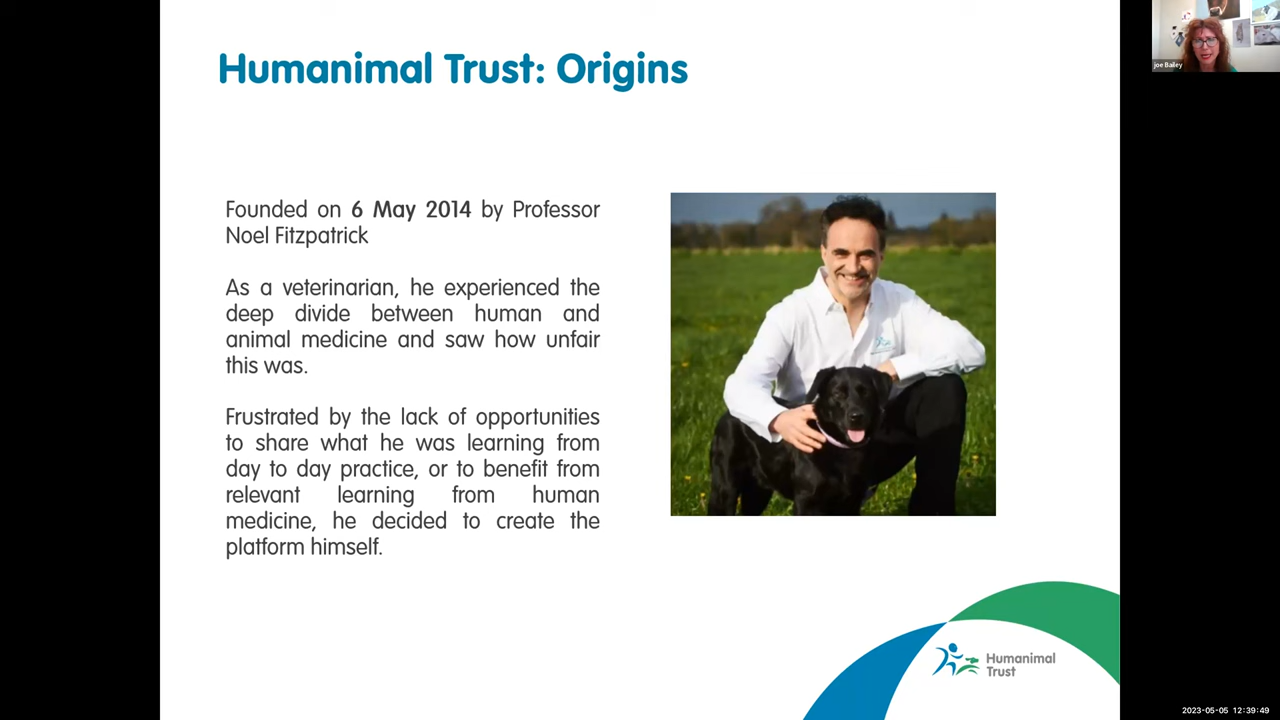 Humanimal Trust: Origins
joe Bailey
Founded on 6 May 2014 by Professor
Noel Fitzpatrick
As a veterinarian, he experienced the
deep divide between human and
animal medicine and saw how unfair
this was.
Frustrated by the lack of opportunities
to share what he was learning from
day to day practice, or to benefit from
relevant learning from human
medicine, he decided to create the
platform himself.
Humanimal
Trust
2023-05-05 12:39:49